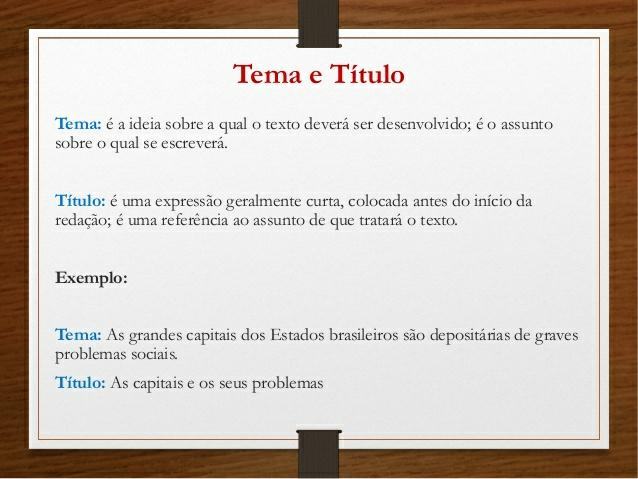 Tema e Título
Tema: é a ideia sobre a qual o texto deverá ser desenvolvido; é o assunto
sobre o qual se escreverá.
Título: é uma expressão geralmente curta, colocada antes do início da
redação; é uma referência ao assunto de que tratará o texto.
Exemplo:
Tema: As grandes capitais dos Estados brasileiros são depositárias de graves
problemas sociais.
Título: As capitais e os seus problemas